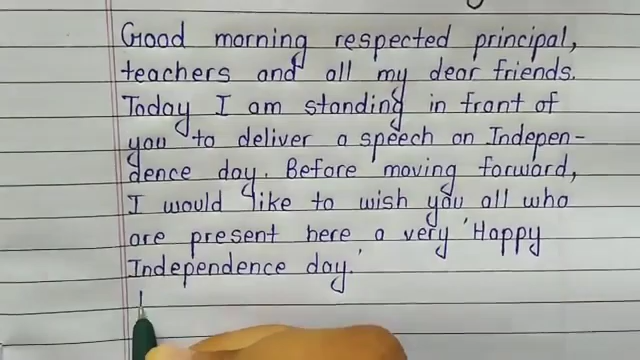 Good morning respected principal,
teachers and all my dear friends.
Today I am standing in front of
you to deliver a speech on Indepen-
dence day. Before moving forward,
I would like to wish you all who
are present here a very 'Happy
Independence day.'